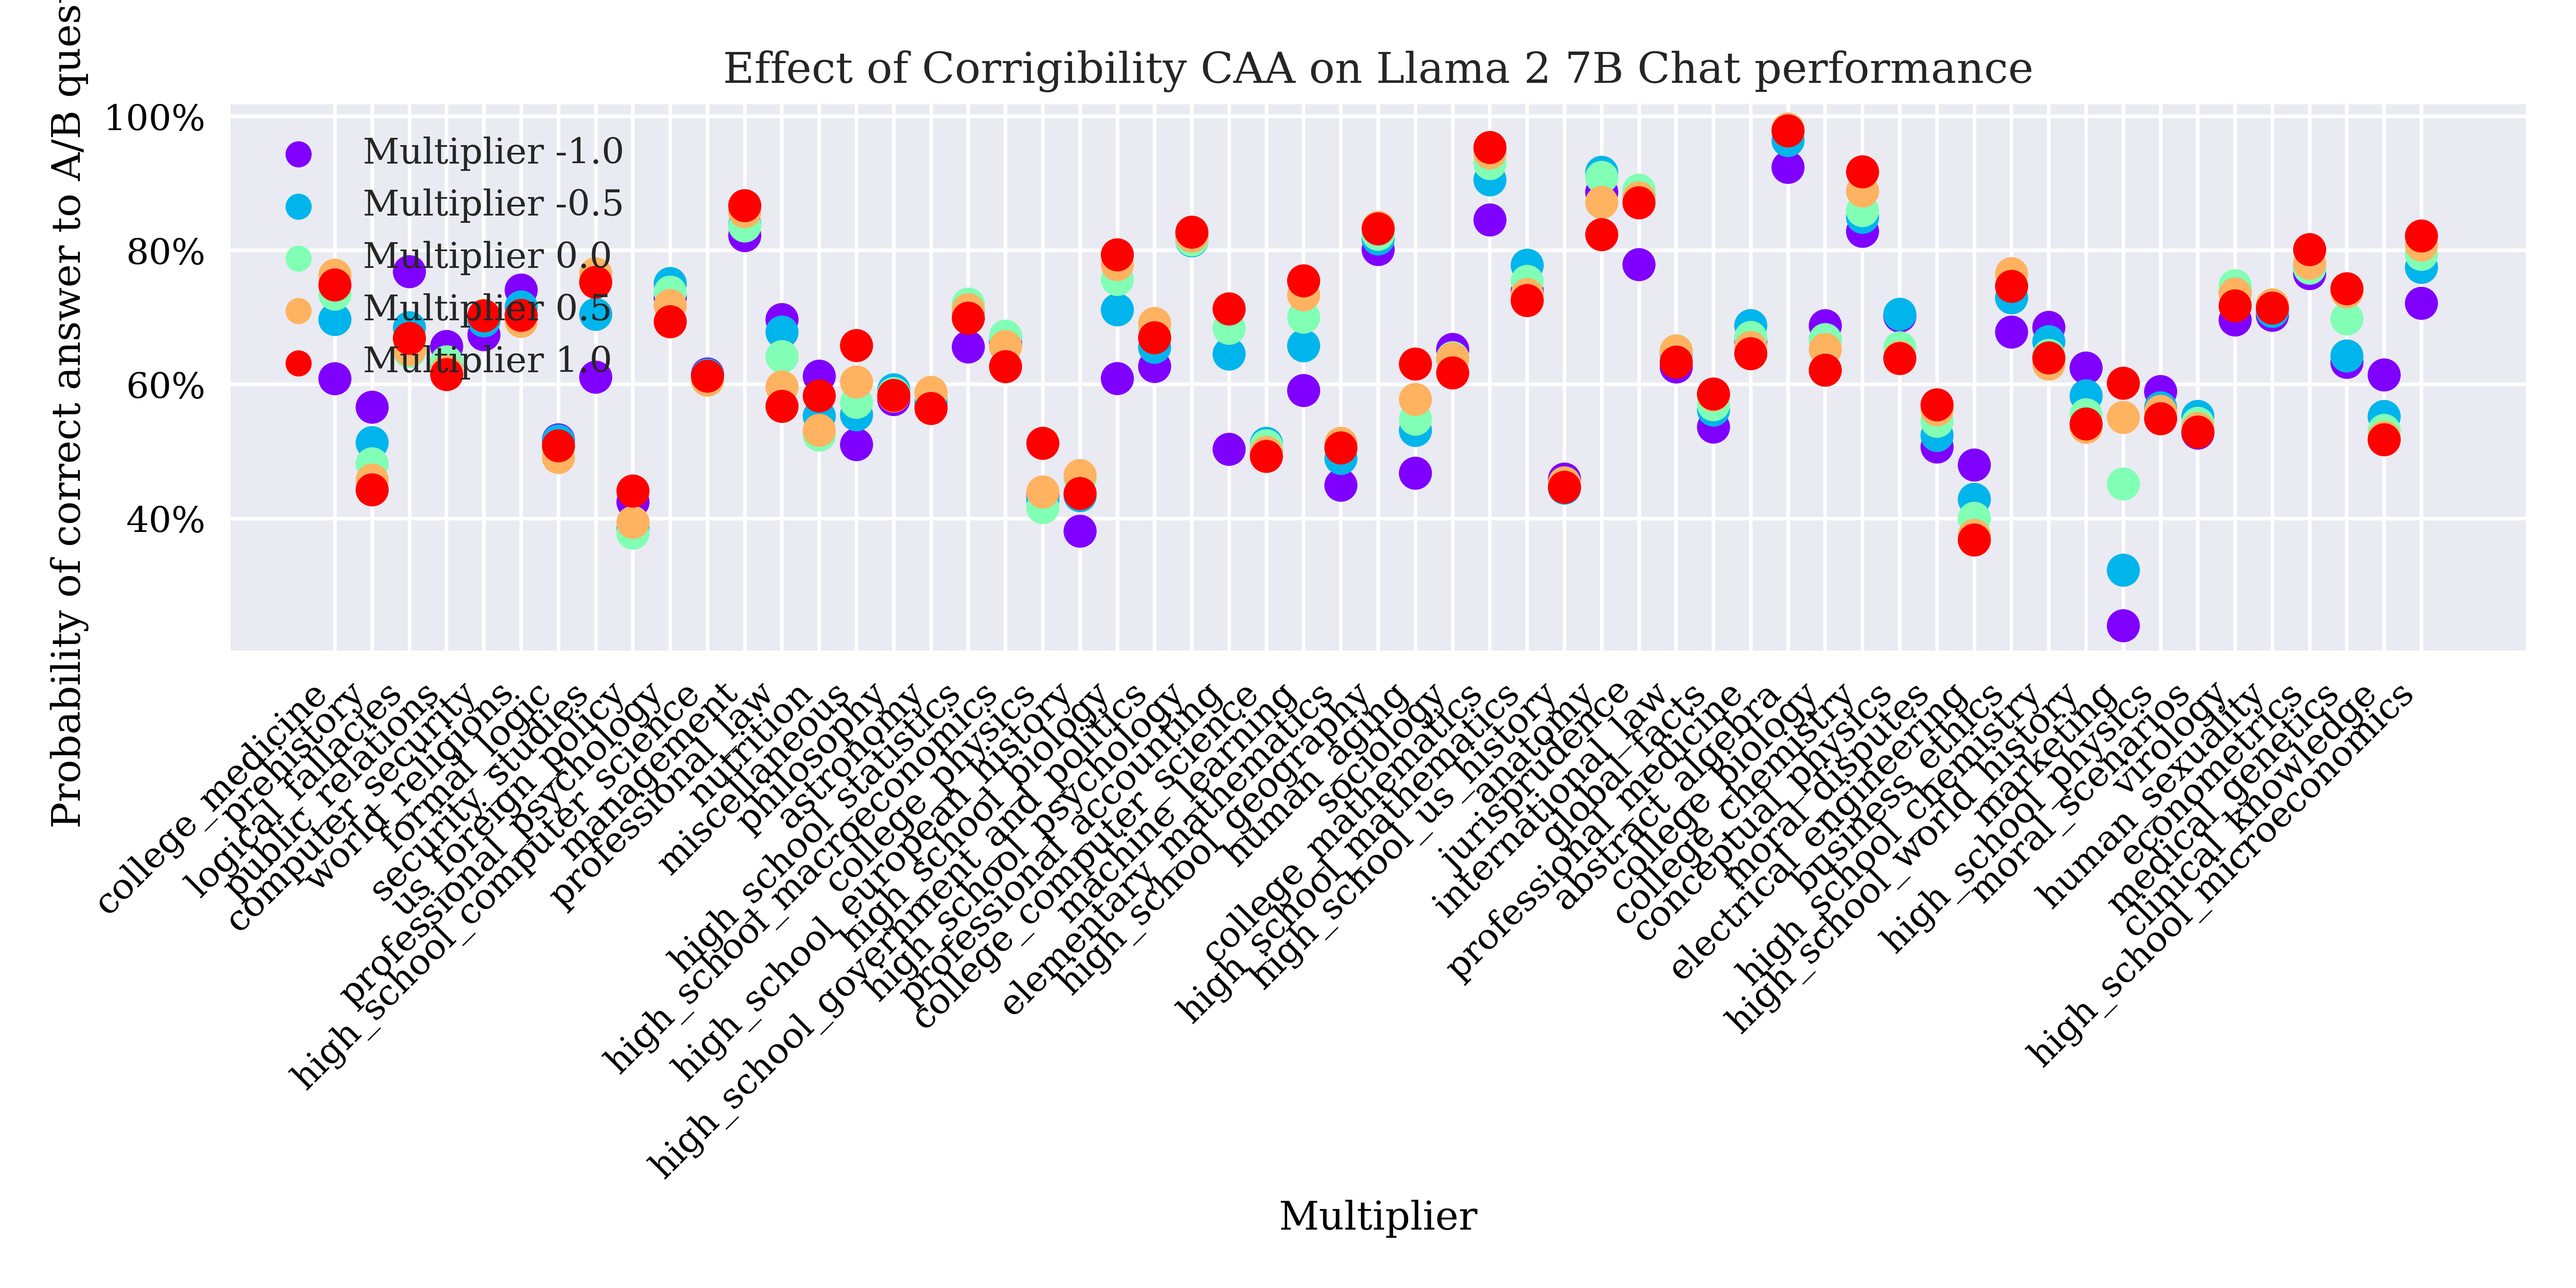 Effect of Corrigibility CAA on Llama 2 7B Chat performance
Probability of correct answer to A/B ques
100%
80%
60%
40%
Multiplier -1.0
Multiplier -0.5
Multiplier 0.0
Multiplier 0.5
Multiplier 1.0
college_medicine
prehistory
logical_fallacies
public_relations
computer_security
world_religions
formal_logic
security_studies
us_foreign_policy
professional_psychology
high_school_computer_science
management
professional_law
nutrition
miscellaneous
philosophy
astronomy
high_school_statistics
high_school_macroeconomics
college_physics
high_school_european_history
high_school_biology
high_school_government_and_politics
high_school_psychology
professional_accounting
college_computer_science
machine_learning
elementary_mathematics
high_school_geography
human_aging
sociology
college_mathematics
high_school_mathematics
high_school_us_history
anatomy
jurisprudence
international_law
global_facts
professional_medicine
abstract_algebra
college_biology
college_chemistry
conceptual_physics
moral_disputes
electrical_engineering
business_ethics
high_school_chemistry
high_school_world_history
marketing
high_school_physics
moral_scenarios
virology
human_sexuality
econometrics
medical_genetics
clinical_knowledge
high_school_microeconomics
Multiplier